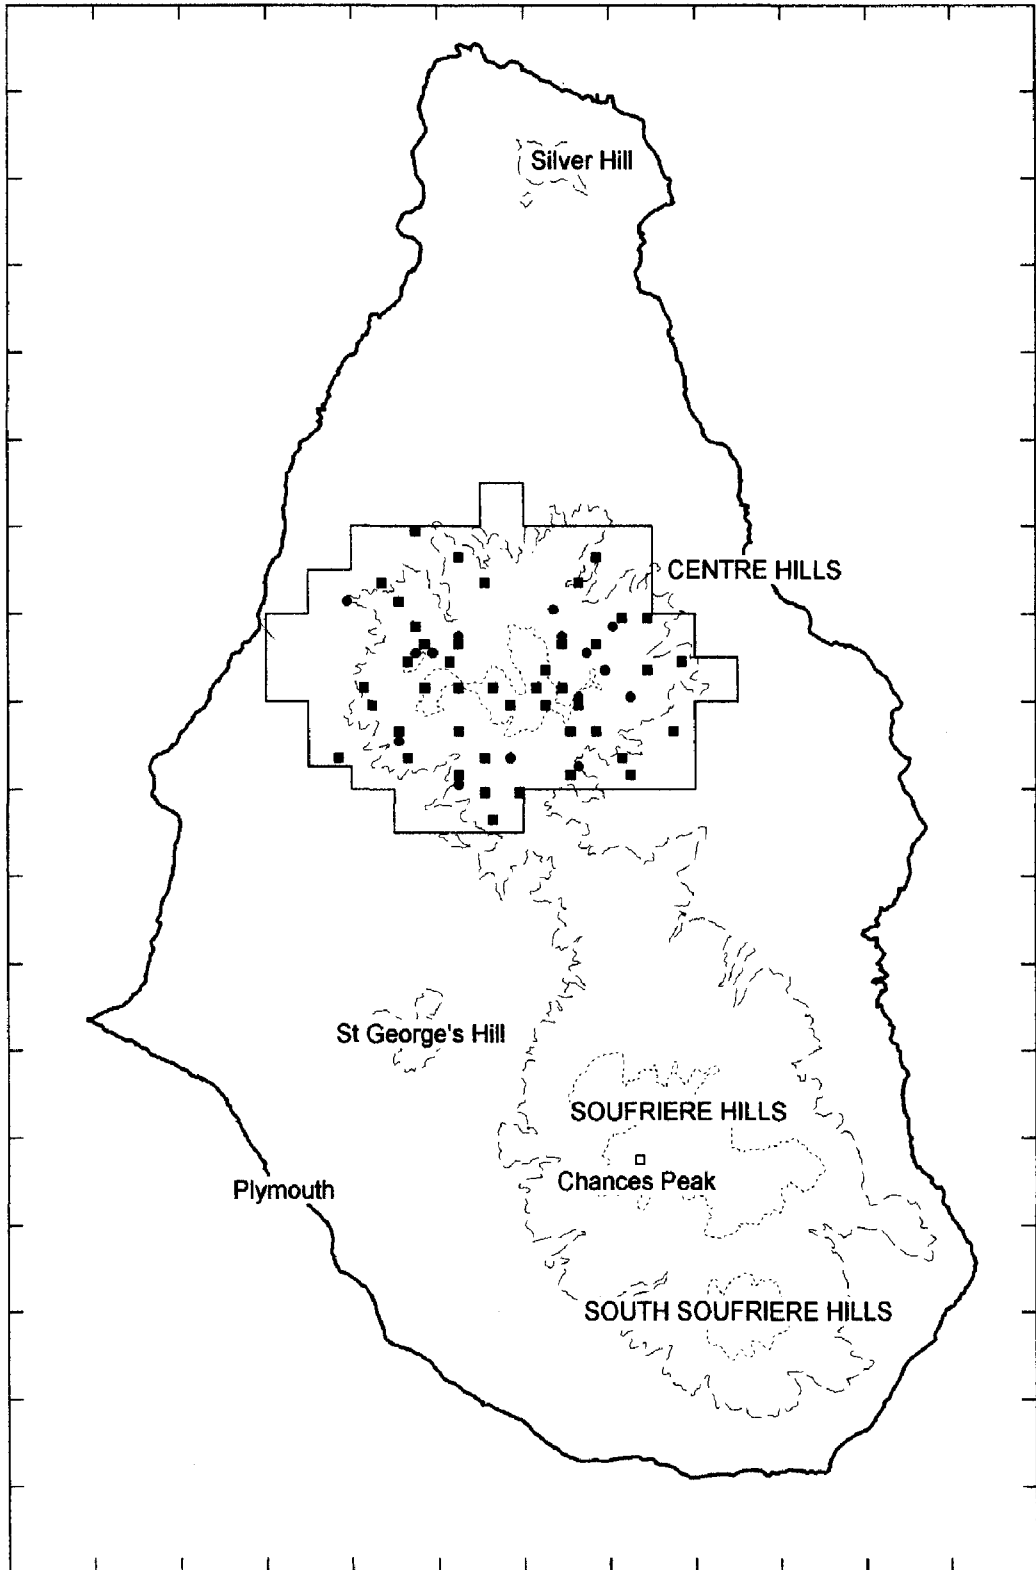 Silver Hill
CENTRE HILLS
St George's Hill
SOUFRIERE HILLS
Chances Peak
Plymouth
SOUTH SOUFRIERE HILLS